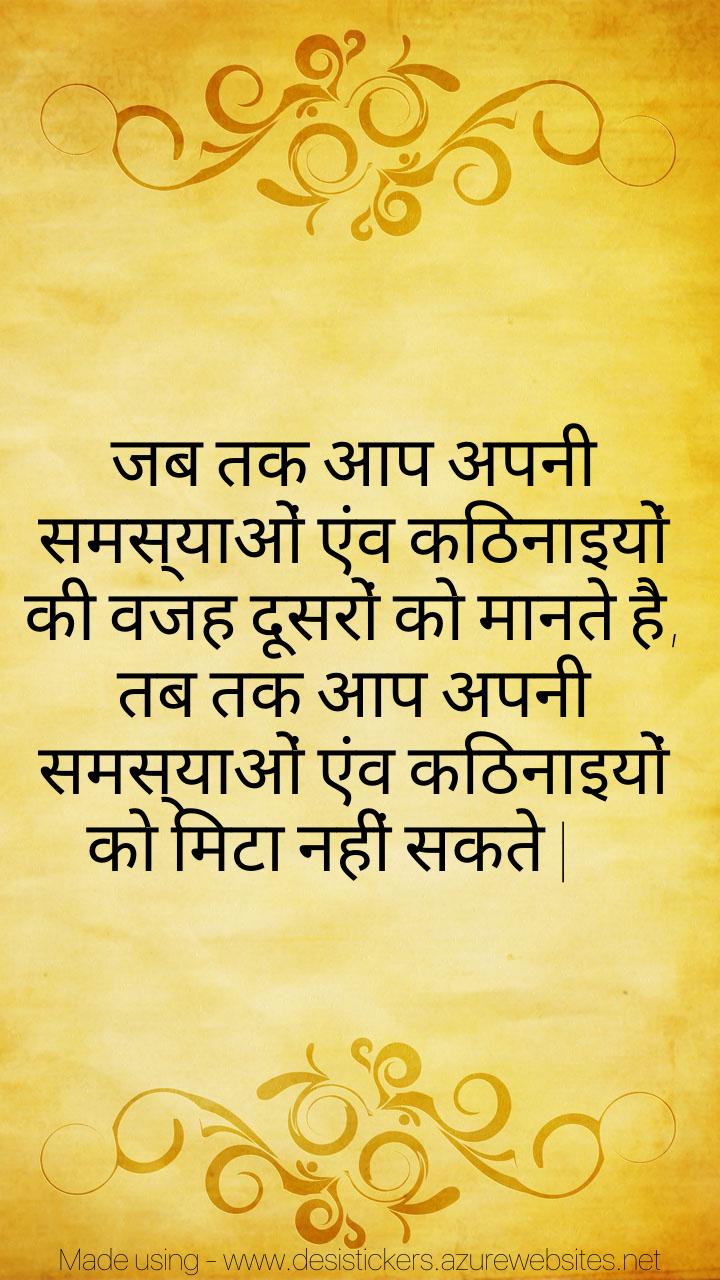 जब तक आप अपनी
समस्याओं एंव कठिनाइयों
की वजह दूसरों को मानते है,
तब तक आप अपनी
समस्याओं एंव कठिनाइयों
को मिटा नहीं सकते |
Made using - www.desistickers.azurewebsites.net